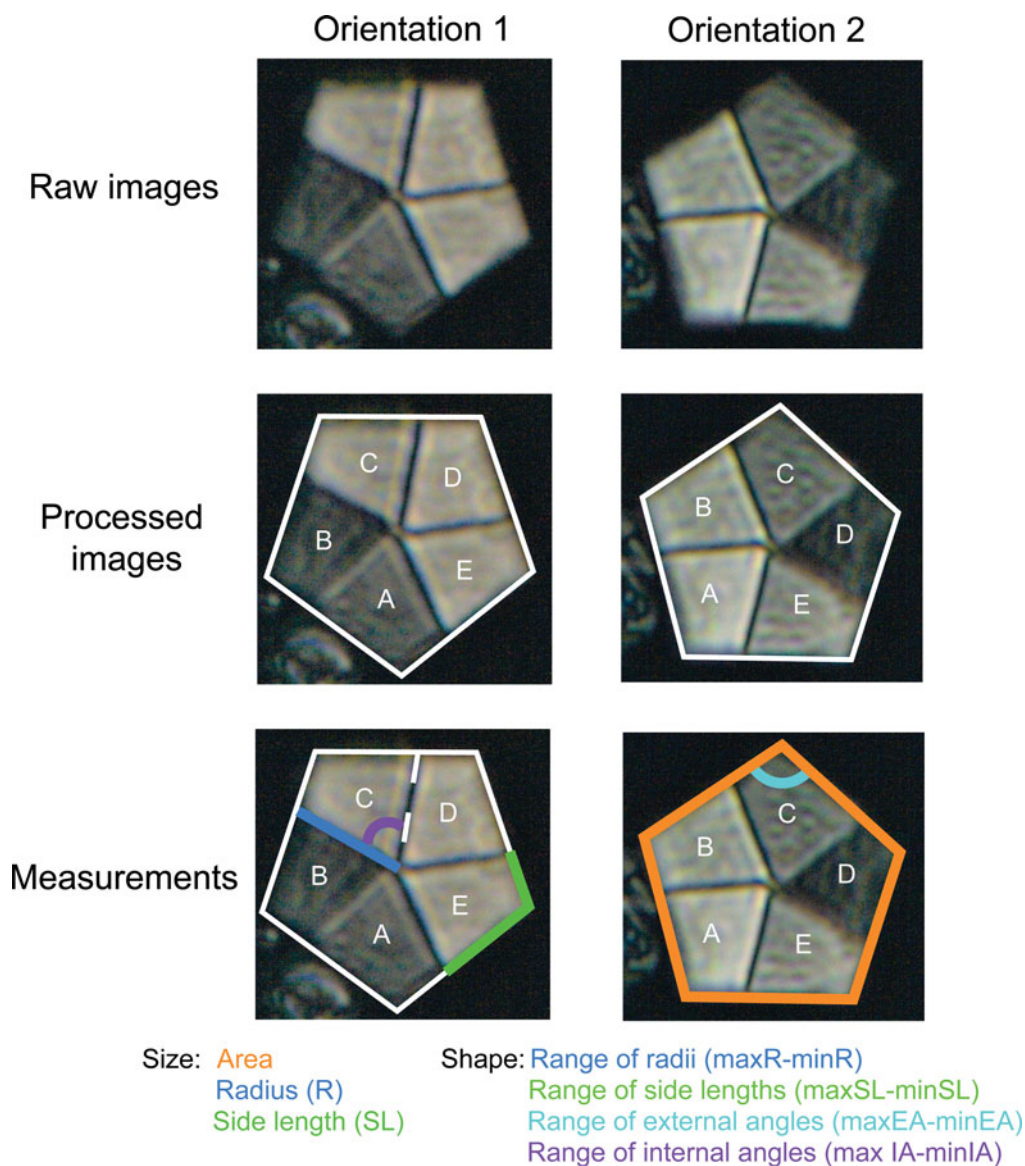 Orientation 1 Orientation 2
Raw images
C D
B E
A
C
B D
A E
Processed
images
C D
B E
A
C
B D
A E
Measurements
Size: Area Shape: Range of radii (maxR-minR)
Radius (R) Range of side lengths (maxSL-minSL)
Side length (SL) Range of external angles (maxEA-minEA)
Range of internal angles (max IA-minIA)